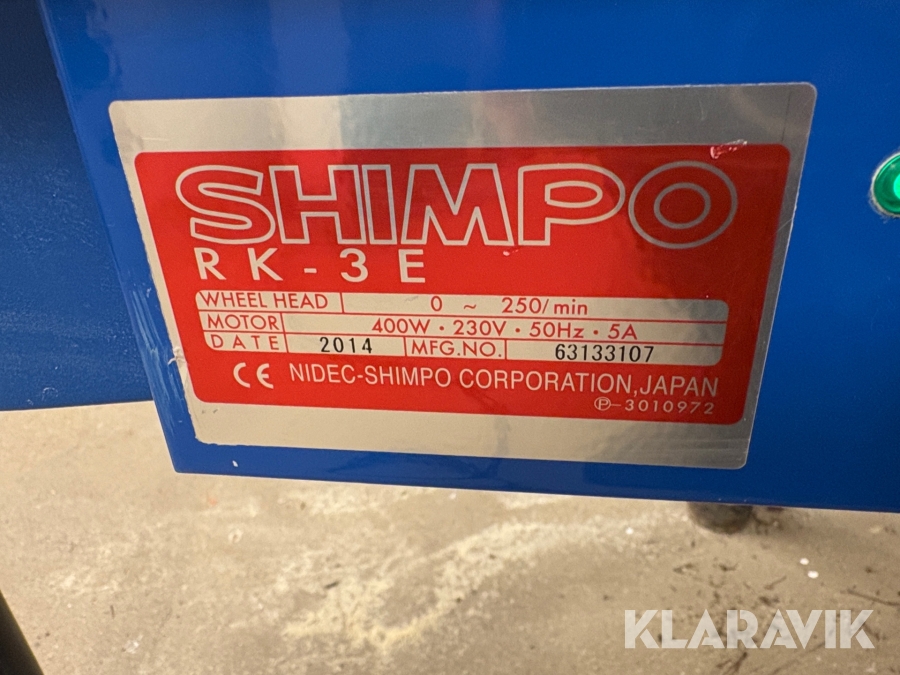 SHIMPO
RK-3E
WHEEL HEAD 0 ~ 250/min
MOTOR 400W · 230V · 50Hz · 5A
DATE 2014 MFG.NO. 63133107
CE NIDEC-SHIMPO CORPORATION, JAPAN
Ⓟ-3010972
KLARAVIK